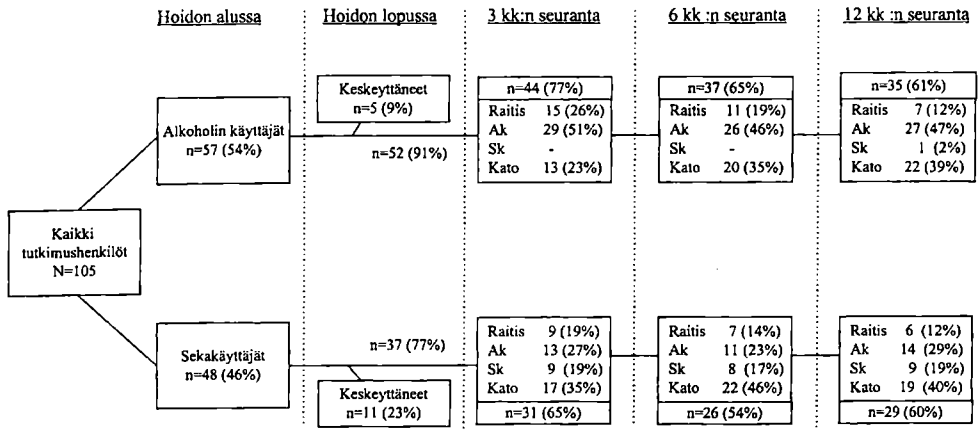 Hoidon alussa
Hoidon lopussa
3 kk:n seuranta
6 kk :n seuranta
12 kk :n seuranta
Kaikki
tutkimushenkilöt
N=105
Alkoholin käyttäjät
n=57 (54%)
Keskeyttäneet
n=5 (9%)
n=52 (91%)
n=44 (77%)
Raitis 15 (26%)
Ak 29 (51%)
Sk -
Kato 13 (23%)
n=37 (65%)
Raitis 11 (19%)
Ak 26 (46%)
Sk -
Kato 20 (35%)
n=35 (61%)
Raitis 7 (12%)
Ak 27 (47%)
Sk 1 (2%)
Kato 22 (39%)
Sekakäyttäjät
n=48 (46%)
n=37 (77%)
Keskeyttäneet
n=11 (23%)
Raitis 9 (19%)
Ak 13 (27%)
Sk 9 (19%)
Kato 17 (35%)
n=31 (65%)
Raitis 7 (14%)
Ak 11 (23%)
Sk 8 (17%)
Kato 22 (46%)
n=26 (54%)
Raitis 6 (12%)
Ak 14 (29%)
Sk 9 (19%)
Kato 19 (40%)
n=29 (60%)